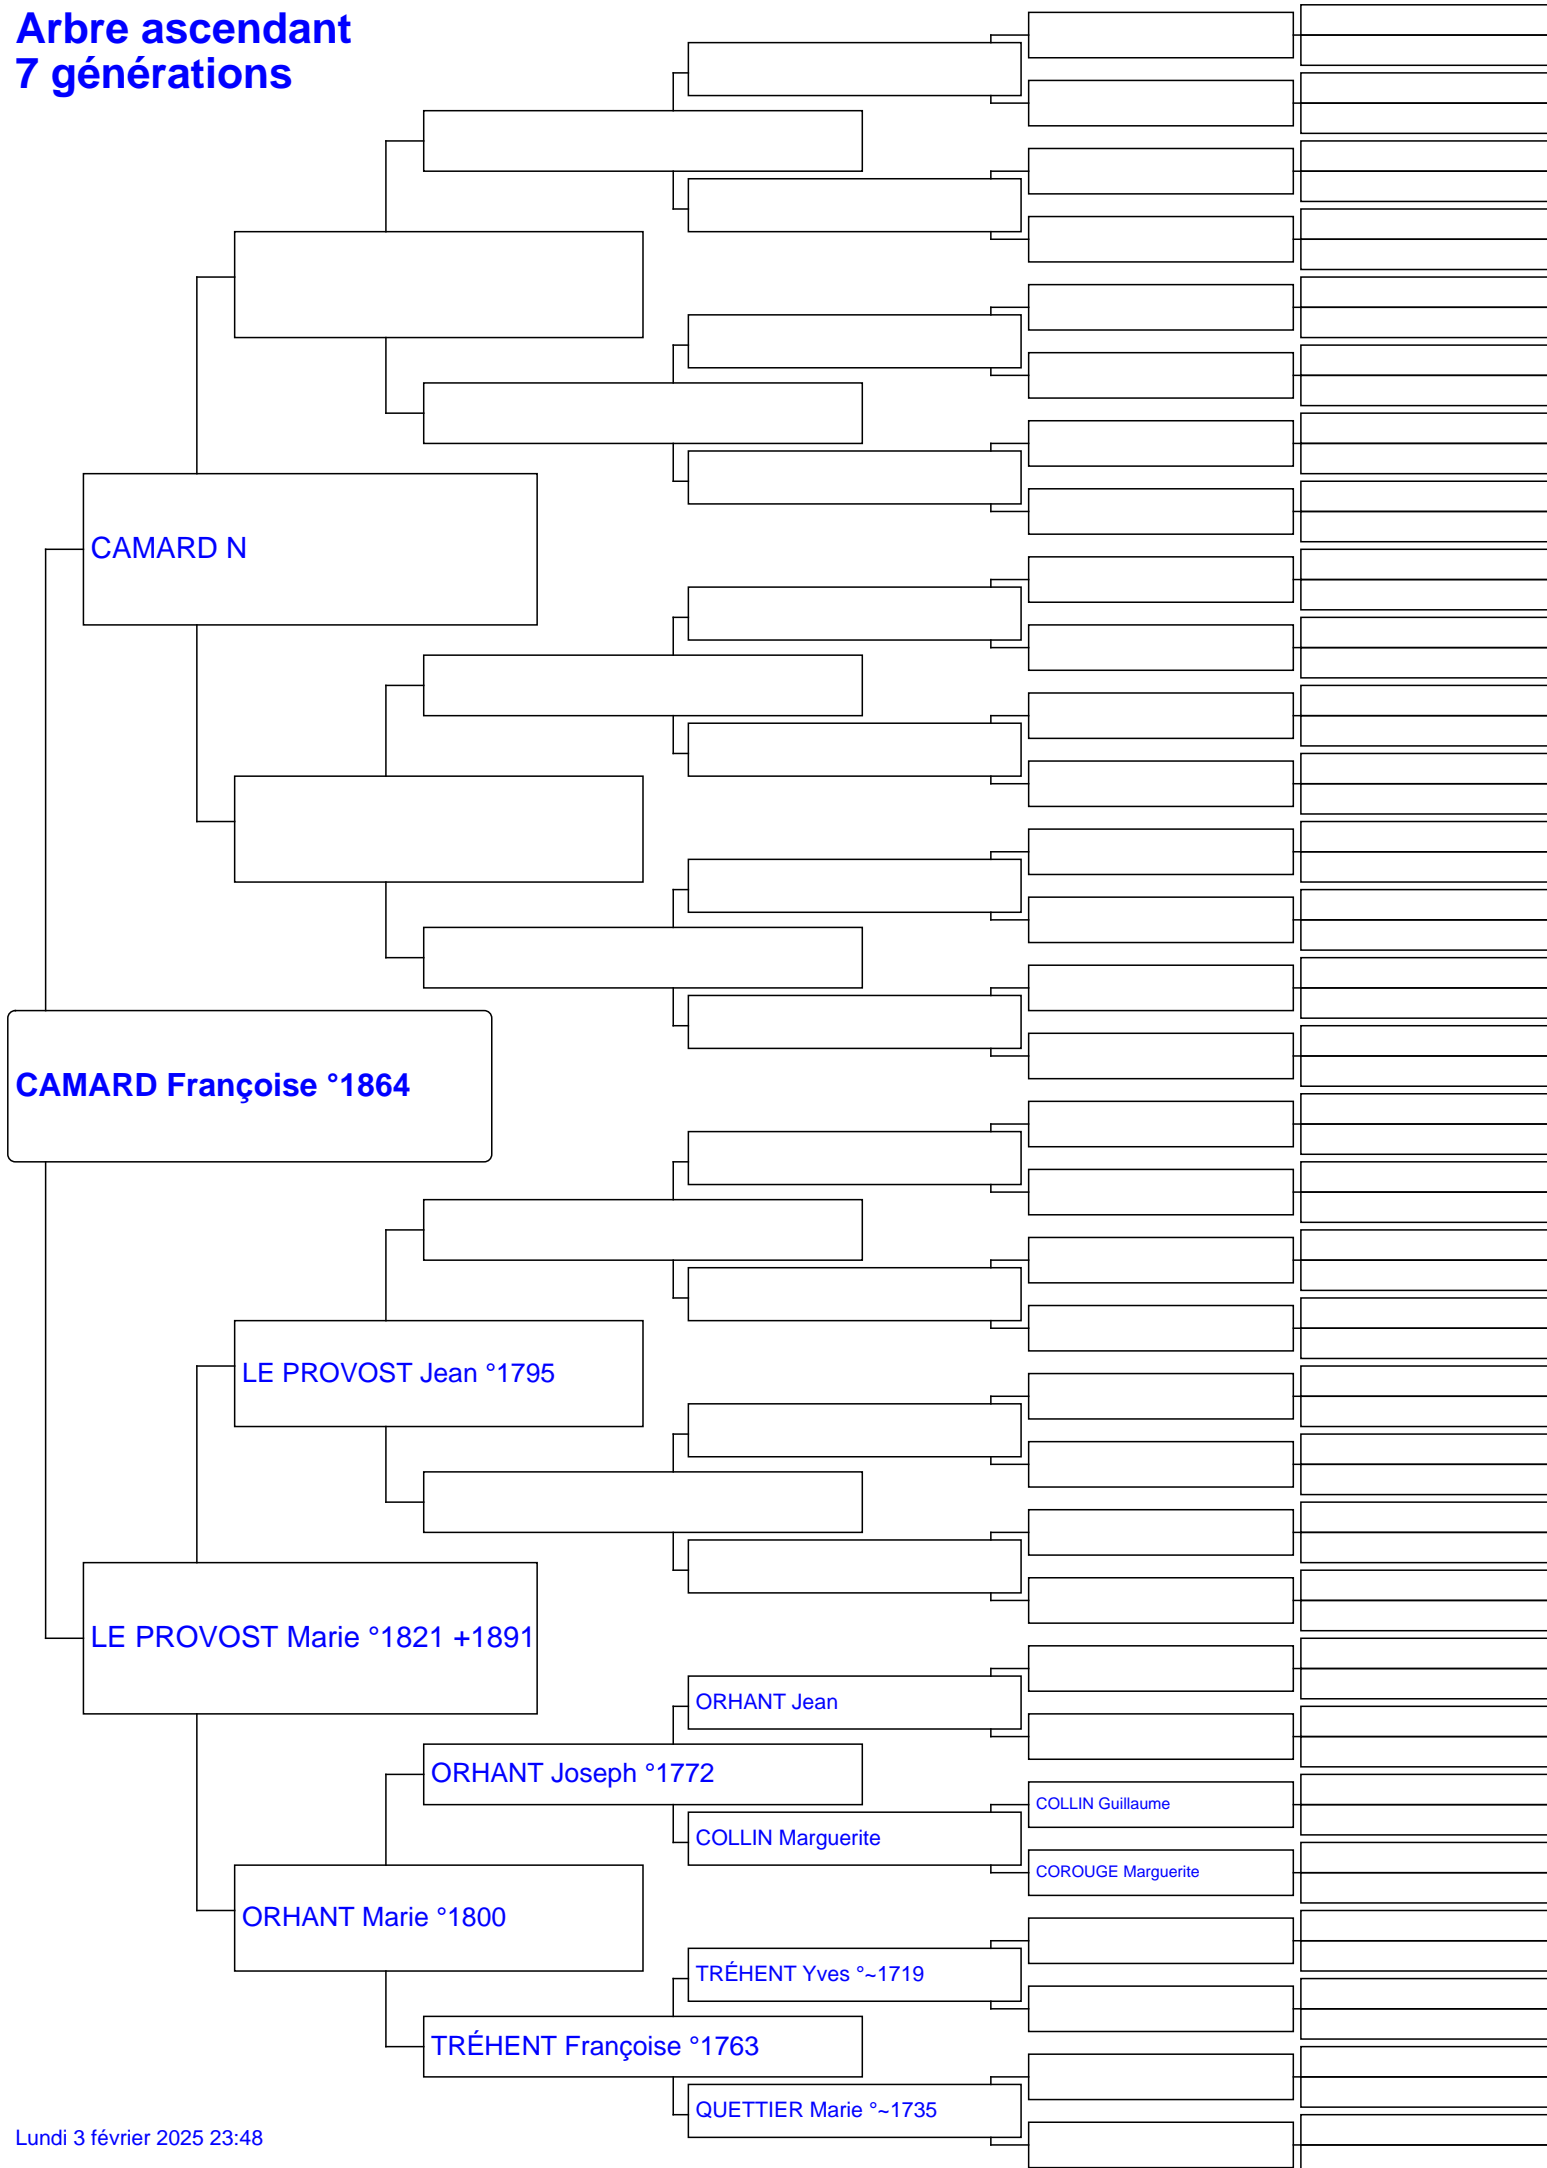 Arbre ascendant
7 générations
CAMARD N
CAMARD Françoise °1864
LE PROVOST Jean °1795
LE PROVOST Marie °1821 +1891
ORHANT Jean
ORHANT Joseph °1772
COLLIN Guillaume
COLLIN Marguerite
COROUGE Marguerite
ORHANT Marie °1800
TRÉHENT Yves °~1719
TRÉHENT Françoise °1763
QUETTIER Marie °~1735
Lundi 3 février 2025 23:48